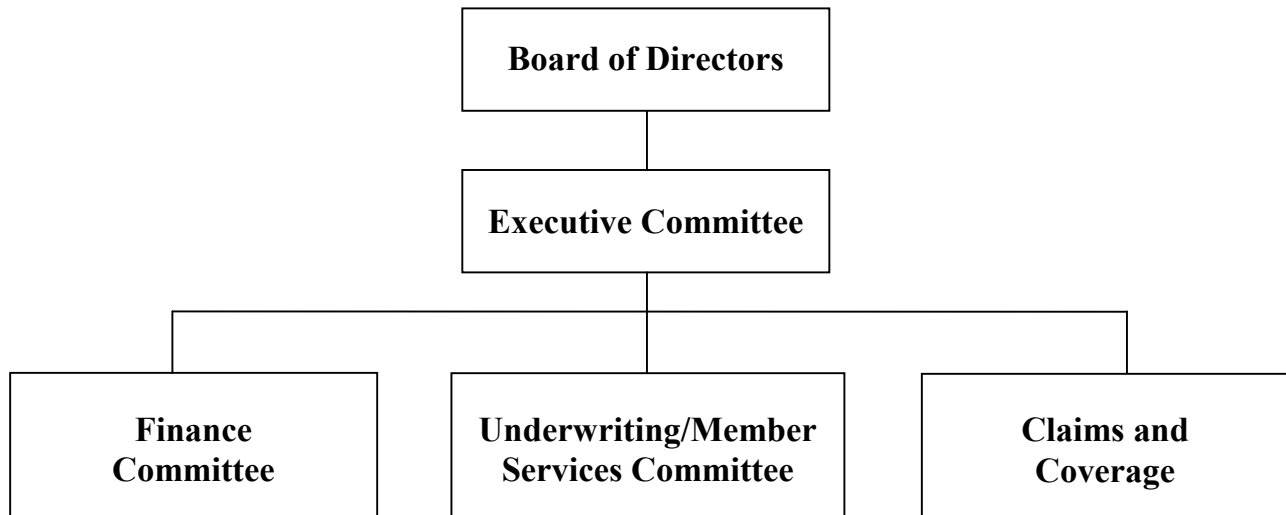 Board of Directors
Executive Committee
Finance
Committee
Underwriting/Member
Services Committee
Claims and
Coverage